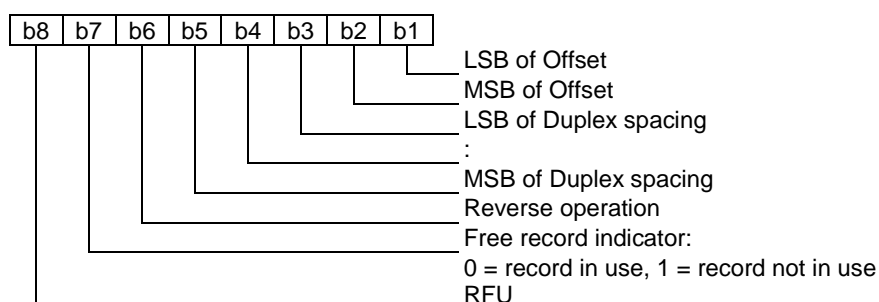 b8 b7 b6 b5 b4 b3 b2 b1
LSB of Offset
MSB of Offset
LSB of Duplex spacing
:
MSB of Duplex spacing
Reverse operation
Free record indicator:
0 = record in use, 1 = record not in use
RFU